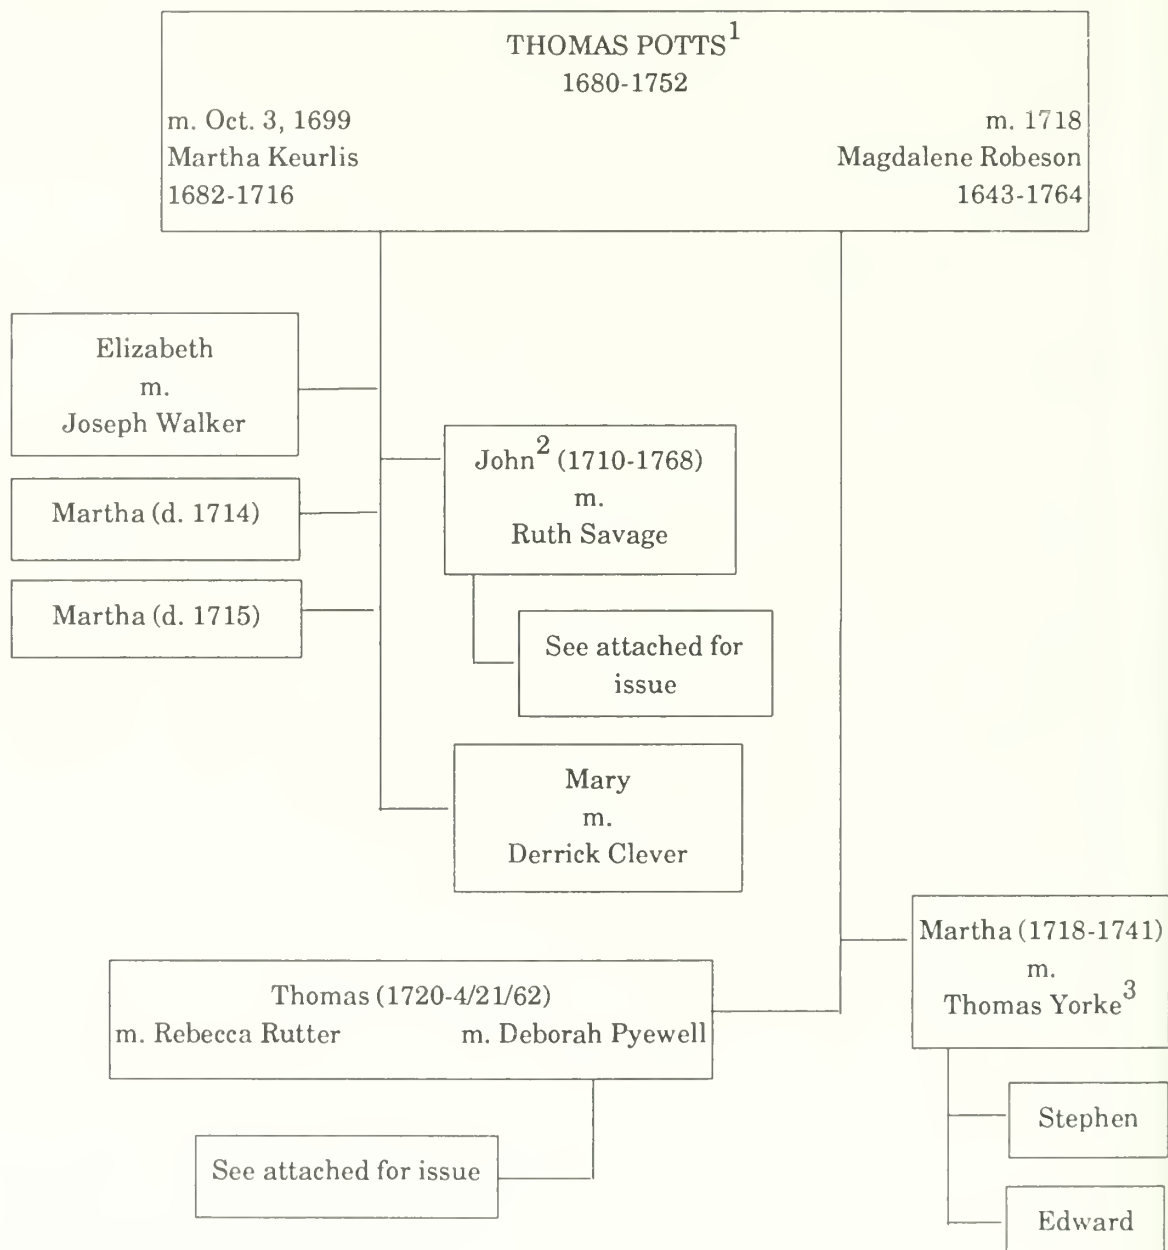 THOMAS POTTS1
1680-1752
m. Oct. 3, 1699
Martha Keurlis
1682-1716
m. 1718
Magdalene Robeson
1643-1764
Elizabeth
m.
Joseph Walker
John2 (1710-1768)
m.
Ruth Savage
Martha (d. 1714)
Martha (d. 1715)
See attached for
issue
Mary
m.
Derrick Clever
Martha (1718-1741)
m.
Thomas Yorke3
Thomas (1720-4/21/62)
m. Rebecca Rutter m. Deborah Pyewell
Stephen
See attached for issue
Edward